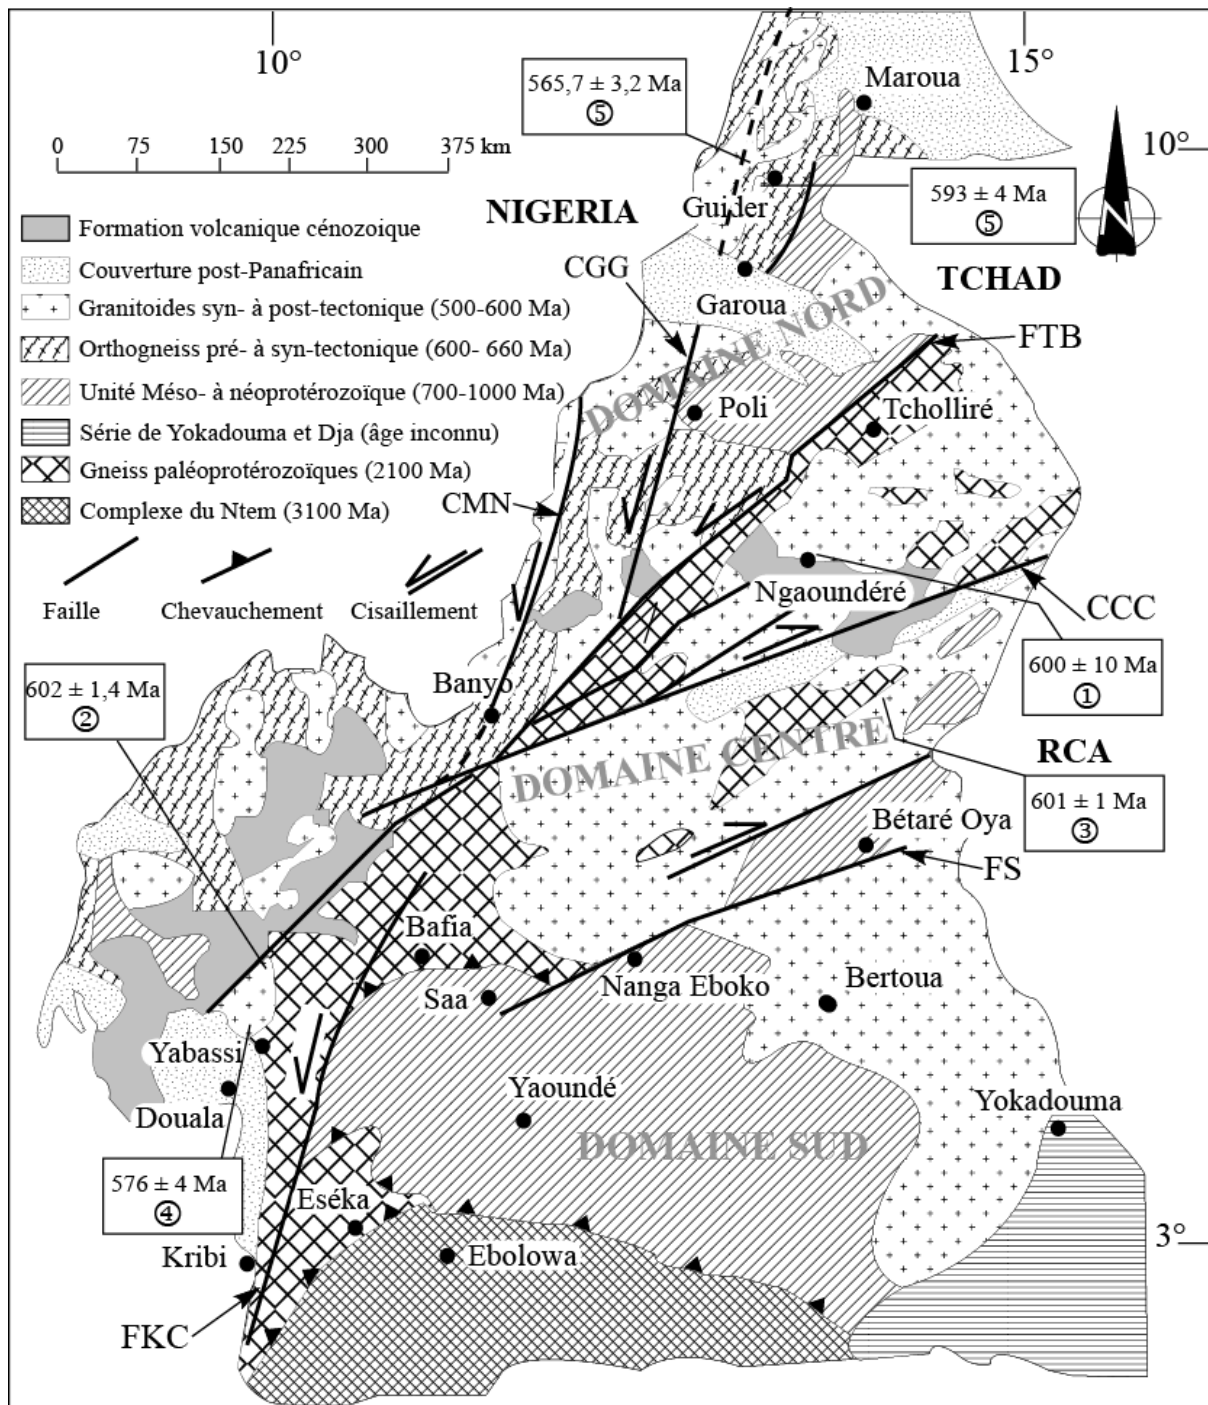 10°
15°
565,7 ± 3,2 Ma
⑤
Maroua
0 75 150 225 300 375 km
10°
NIGERIA
Guider
593 ± 4 Ma
⑤
Formation volcanique cénozoique
Couverture post-Panafricain
Granitoides syn- à post-tectonique (500-600 Ma)
Orthogneiss pré- à syn-tectonique (600- 660 Ma)
Unité Méso- à néoprotérozoïque (700-1000 Ma)
Série de Yokadouma et Dja (âge inconnu)
Gneiss paléoprotérozoïques (2100 Ma)
Complexe du Ntem (3100 Ma)
Faille
Chevauchement
Cisaillement
N
CGG
TCHAD
Garoua
DOMAINE NORD
FTB
Poli
Tcholliré
CMN
Ngaoundéré
CCC
600 ± 10 Ma
①
602 ± 1,4 Ma
②
Banyo
DOMAINE CENTRE
RCA
601 ± 1 Ma
③
Bétaré Oya
FS
Bafia
Saa
Nanga Eboko
Bertoua
Yabassi
Douala
Yaoundé
Yokadouma
DOMAINE SUD
576 ± 4 Ma
④
Eséka
Kribi
Ebolowa
3°
FKC